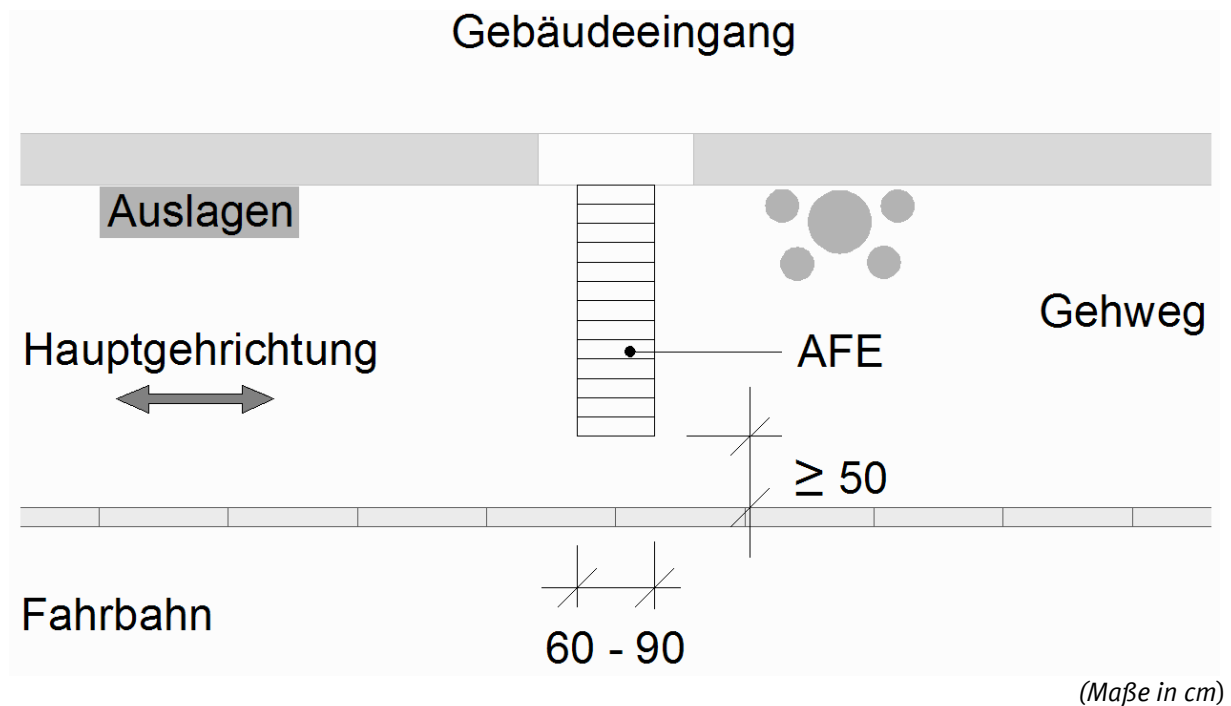 Gebäudeeingang
Auslagen
Gehweg
Hauptgehrichtung
AFE
≥ 50
Fahrbahn
60 - 90
(Maße in cm)